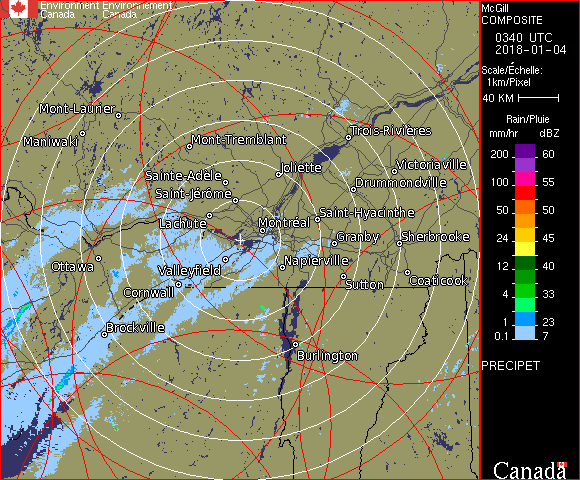 Environment Environnement
Canada Canada
McGill
COMPOSITE
0340 UTC
2018-01-04
Scale/Échelle:
1km/Pixel
40 KM
Rain/Pluie
mm/hr dBZ
200 60
100 55
50 50
24 45
12 40
4 33
1 28
0.1 23
0.1 7
PRECIPET
Mont-Laurier
Maniwaki
Mont-Tremblant
Trois-Rivières
Joliette
Victoriaville
Sainte-Adèle
Drummondville
Saint-Jérôme
Lachute
Saint-Hyacinthe
Montréal
Granby
Sherbrooke
Ottawa
Valleyfield
Napierville
Cornwall
Sutton
Coaticook
Brockville
Burlington
Canada